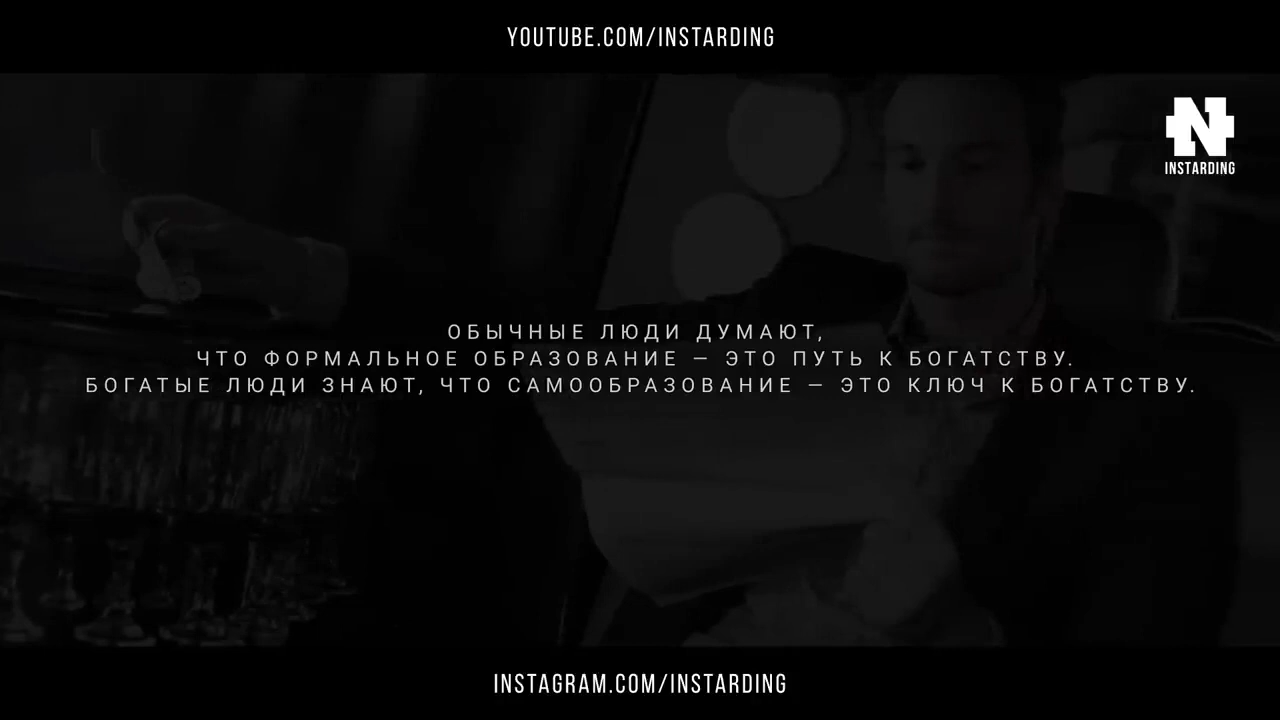 YOUTUBE.COM/INSTARDING
N
INSTARDING
ОБЫЧНЫЕ ЛЮДИ ДУМАЮТ,
ЧТО ФОРМАЛЬНОЕ ОБРАЗОВАНИЕ – ЭТО ПУТЬ К БОГАТСТВУ.
БОГАТЫЕ ЛЮДИ ЗНАЮТ, ЧТО САМООБРАЗОВАНИЕ – ЭТО КЛЮЧ К БОГАТСТВУ.
INSTAGRAM.COM/INSTARDING